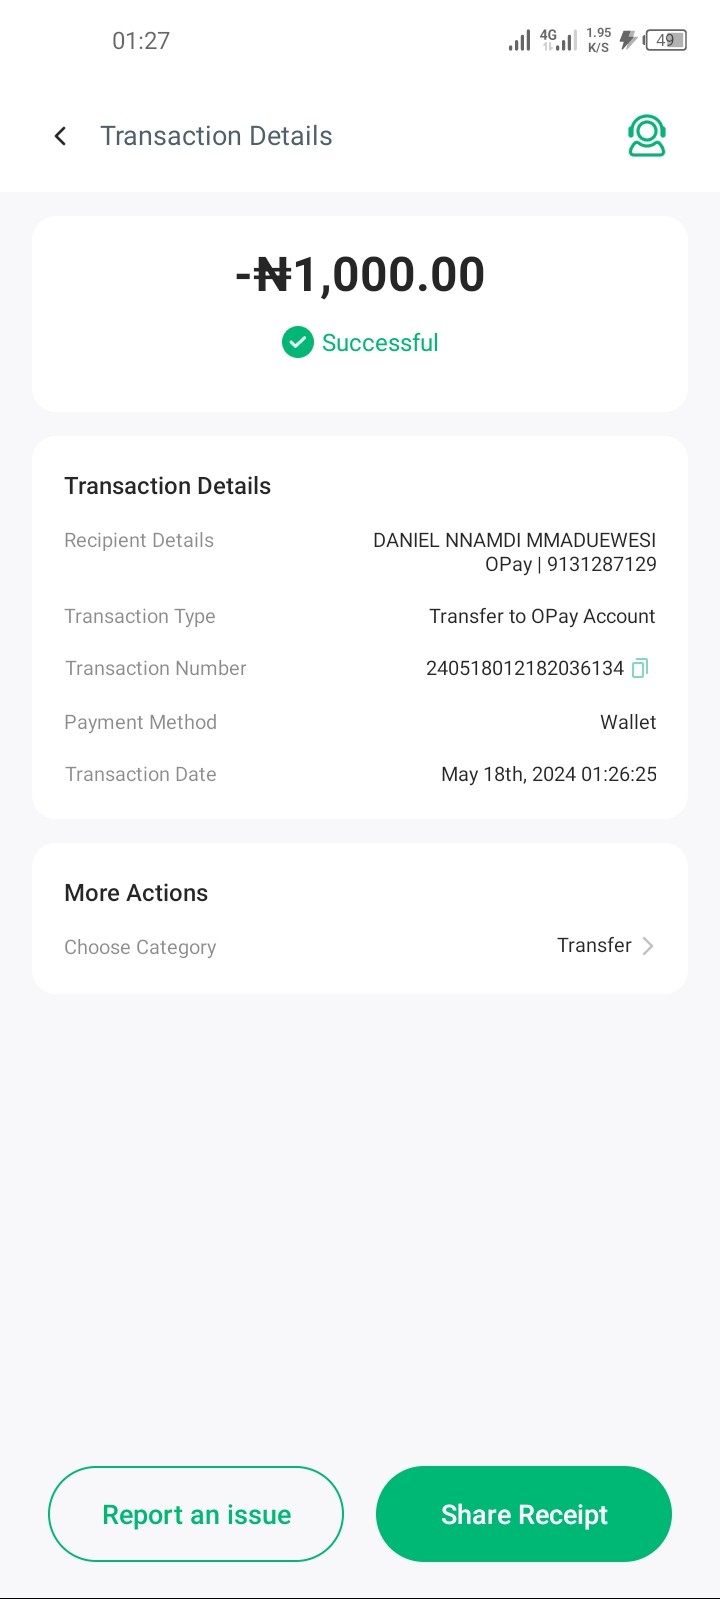 01:27
4G
1.95
K/S
49
Transaction Details
-₦1,000.00
Successful
Transaction Details
Recipient Details
DANIEL NNAMDI MMADUEWESI
OPay | 9131287129
Transaction Type
Transfer to OPay Account
Transaction Number
240518012182036134
Payment Method
Wallet
Transaction Date
May 18th, 2024 01:26:25
More Actions
Choose Category
Transfer
Report an issue
Share Receipt